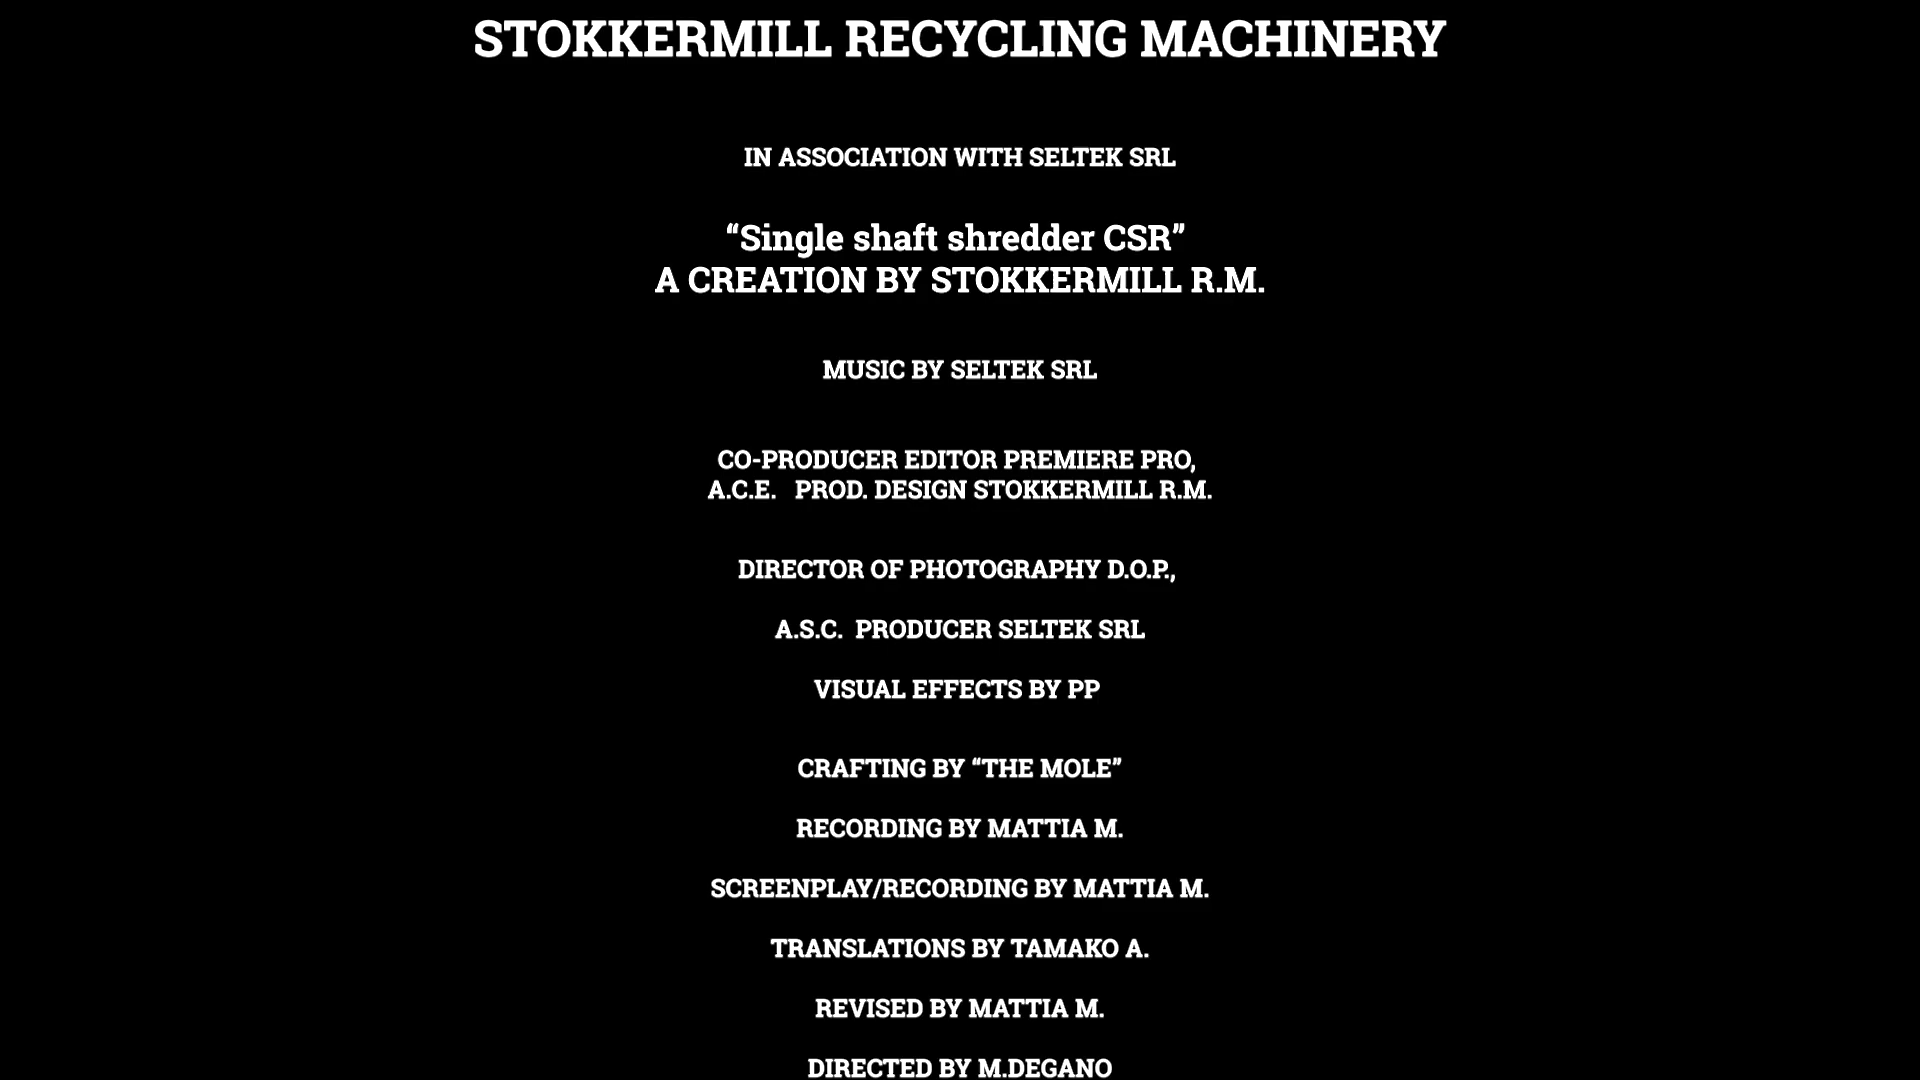 STOKKERMILL RECYCLING MACHINERY
IN ASSOCIATION WITH SELTEK SRL
“Single shaft shredder CSR”
A CREATION BY STOKKERMILL R.M.
MUSIC BY SELTEK SRL
CO-PRODUCER EDITOR PREMIERE PRO,
A.C.E. PROD. DESIGN STOKKERMILL R.M.
DIRECTOR OF PHOTOGRAPHY D.O.P.,
A.S.C. PRODUCER SELTEK SRL
VISUAL EFFECTS BY PP
CRAFTING BY “THE MOLE”
RECORDING BY MATTIA M.
SCREENPLAY/RECORDING BY MATTIA M.
TRANSLATIONS BY TAMAKO A.
REVISED BY MATTIA M.
DIRECTED BY M.DEGANO